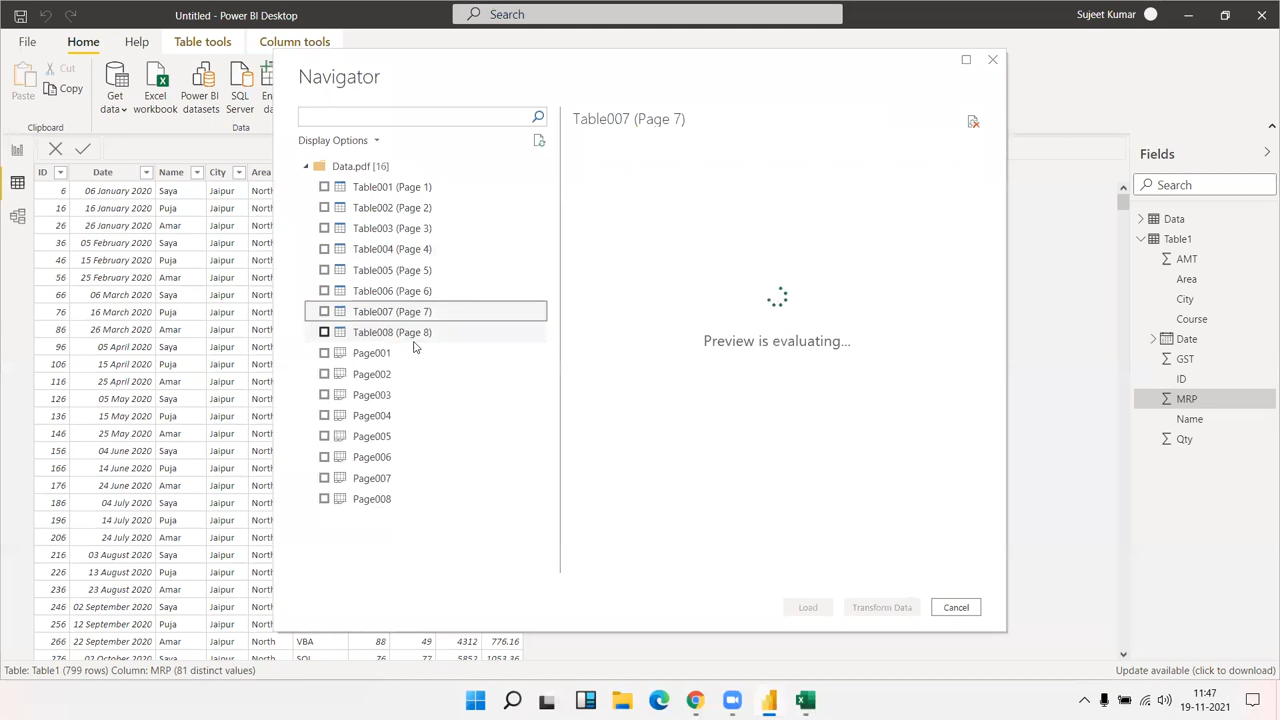 Untitled - Power BI Desktop
Search
Sujeet Kumar
File Home Help Table tools Column tools
Paste
Cut
Copy
Get data
Excel workbook
Power BI datasets
SQL Server
En
da
Clipboard
Data
Navigator
Display Options
Data.pdf [16]
Table001 (Page 1)
Table002 (Page 2)
Table003 (Page 3)
Table004 (Page 4)
Table005 (Page 5)
Table006 (Page 6)
Table007 (Page 7)
Table008 (Page 8)
Page001
Page002
Page003
Page004
Page005
Page006
Page007
Page008
Table007 (Page 7)
Preview is evaluating...
Load Transform Data Cancel
ID Date Name City Area
6 06 January 2020 Saya Jaipur North
16 16 January 2020 Puja Jaipur North
26 26 January 2020 Amar Jaipur North
36 05 February 2020 Saya Jaipur North
46 15 February 2020 Puja Jaipur North
56 25 February 2020 Amar Jaipur North
66 06 March 2020 Saya Jaipur North
76 16 March 2020 Puja Jaipur North
86 26 March 2020 Amar Jaipur North
96 05 April 2020 Saya Jaipur North
106 15 April 2020 Puja Jaipur North
116 25 April 2020 Amar Jaipur North
126 05 May 2020 Saya Jaipur North
136 15 May 2020 Puja Jaipur North
146 25 May 2020 Amar Jaipur North
156 04 June 2020 Saya Jaipur North
166 14 June 2020 Puja Jaipur North
176 24 June 2020 Amar Jaipur North
186 04 July 2020 Saya Jaipur North
196 14 July 2020 Puja Jaipur North
206 24 July 2020 Amar Jaipur North
216 03 August 2020 Saya Jaipur North
226 13 August 2020 Puja Jaipur North
236 23 August 2020 Amar Jaipur North
246 02 September 2020 Saya Jaipur North
256 12 September 2020 Puja Jaipur North
266 22 September 2020 Amar Jaipur North VBA 88 49 4312 776.16
276 02 October 2020 Saya Jaipur North SQL 76 77 5852 1053.36
Fields
Search
Data
Table1
AMT
Area
City
Course
Date
GST
ID
MRP
Name
Qty
Table: Table1 (799 rows) Column: MRP (81 distinct values)
Update available (click to download)
11:47
19-11-2021